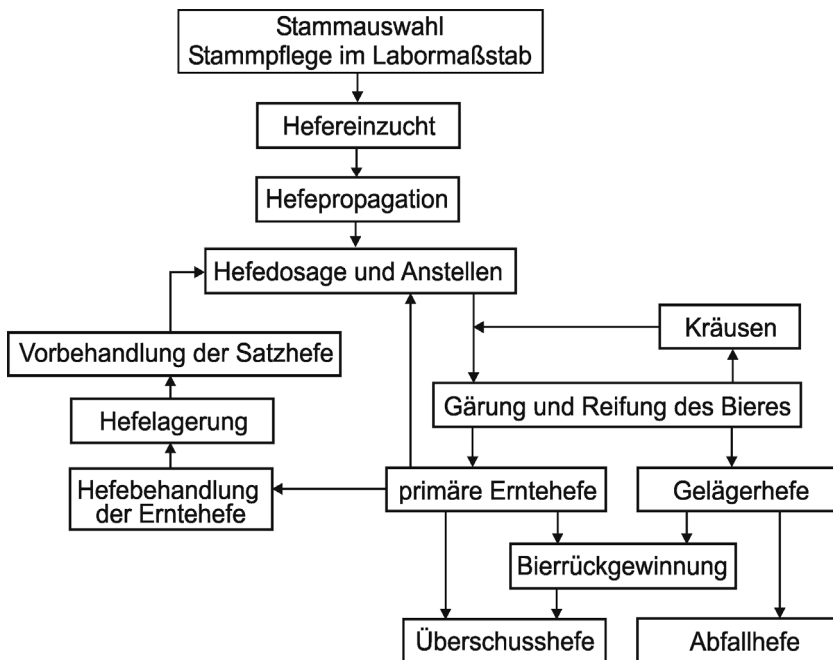 Stammauswahl
Stammpflege im Labormaßstab
Hefereinzucht
Hefepropagation
Hefedosage und Anstellen
Kräusen
Vorbehandlung der Satzhefe
Gärung und Reifung des Bieres
Hefelagerung
Hefebehandlung
der Erntehefe
primäre Erntehefe
Gelägerhefe
Bierrückgewinnung
Überschusshefe
Abfallhefe